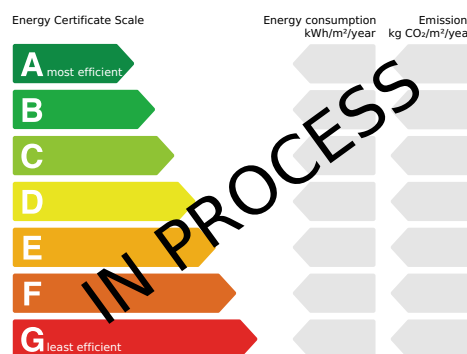 Energy Certificate Scale
Energy consumption
kWh/m²/year
Emission
kg CO₂/m²/yea
A most efficient
B
C
D
E
F
G least efficient
IN PROCESS